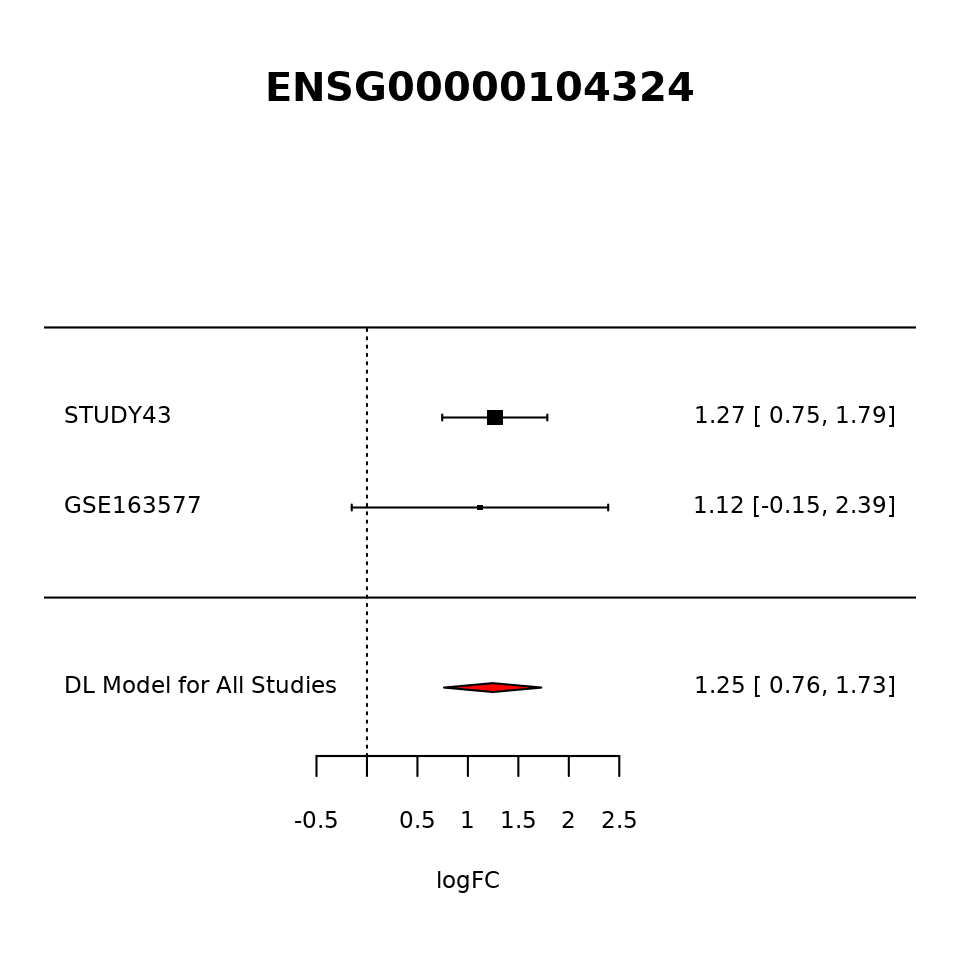 ENSG00000104324
STUDY43 1.27 [ 0.75, 1.79]
GSE163577 1.12 [-0.15, 2.39]
DL Model for All Studies 1.25 [ 0.76, 1.73]
-0.5 0.5 1 1.5 2 2.5
logFC